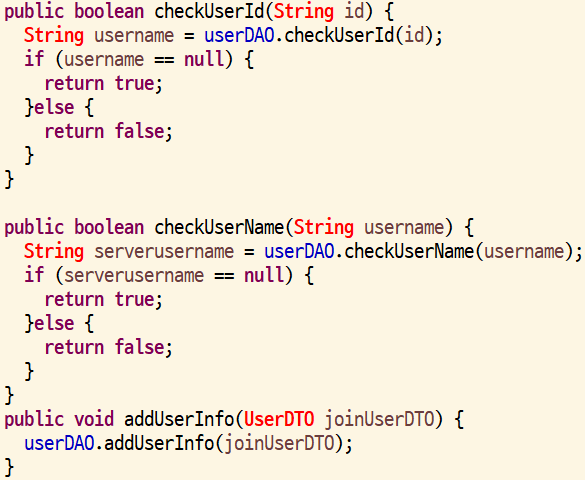 public boolean checkUserId(String id) {
  String username = userDAO.checkUserId(id);
  if (username == null) {
    return true;
  }else {
    return false;
  }
}

public boolean checkUserName(String username) {
  String serverusername = userDAO.checkUserName(username);
  if (serverusername == null) {
    return true;
  }else {
    return false;
  }
}
public void addUserInfo(UserDTO joinUserDTO) {
  userDAO.addUserInfo(joinUserDTO);
}